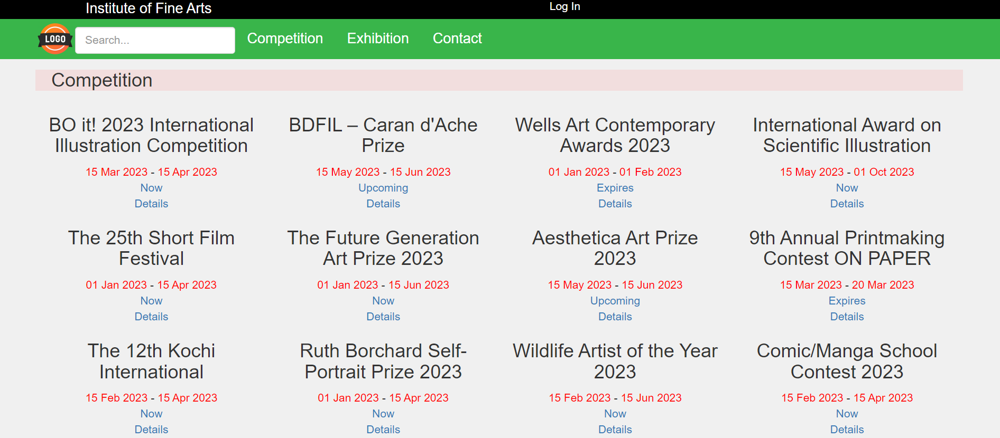 Institute of Fine Arts
Log In
LOGO
Search...
Competition
Exhibition
Contact
Competition
BO it! 2023 International
Illustration Competition
15 Mar 2023 - 15 Apr 2023
Now
Details
BDFIL – Caran d'Ache
Prize
15 May 2023 - 15 Jun 2023
Upcoming
Details
Wells Art Contemporary
Awards 2023
01 Jan 2023 - 01 Feb 2023
Expires
Details
International Award on
Scientific Illustration
15 May 2023 - 01 Oct 2023
Now
Details
The 25th Short Film
Festival
01 Jan 2023 - 15 Apr 2023
Now
Details
The Future Generation
Art Prize 2023
01 Jan 2023 - 15 Jun 2023
Now
Details
Aesthetica Art Prize
2023
15 May 2023 - 15 Jun 2023
Upcoming
Details
9th Annual Printmaking
Contest ON PAPER
15 Mar 2023 - 20 Mar 2023
Expires
Details
The 12th Kochi
International
15 Feb 2023 - 15 Apr 2023
Now
Details
Ruth Borchard Self-
Portrait Prize 2023
01 Jan 2023 - 15 Apr 2023
Now
Details
Wildlife Artist of the Year
2023
15 Feb 2023 - 15 Jun 2023
Now
Details
Comic/Manga School
Contest 2023
15 Feb 2023 - 15 Apr 2023
Now
Details